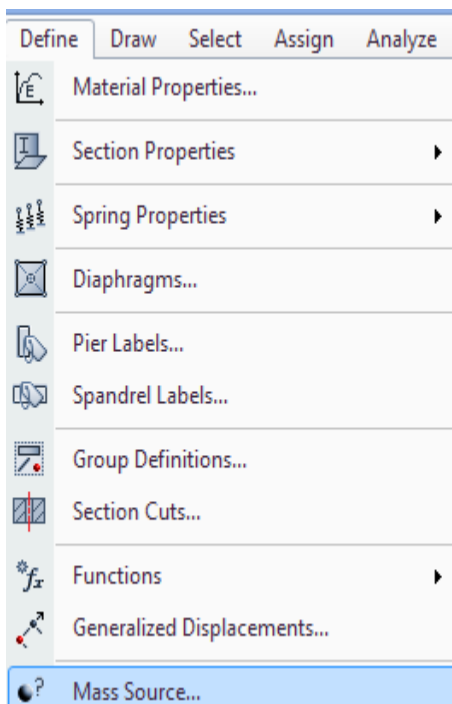 Define Draw Select Assign Analyze
Material Properties...
Section Properties
Spring Properties
Diaphragms...
Pier Labels...
Spandrel Labels...
Group Definitions...
Section Cuts...
Functions
Generalized Displacements...
Mass Source...